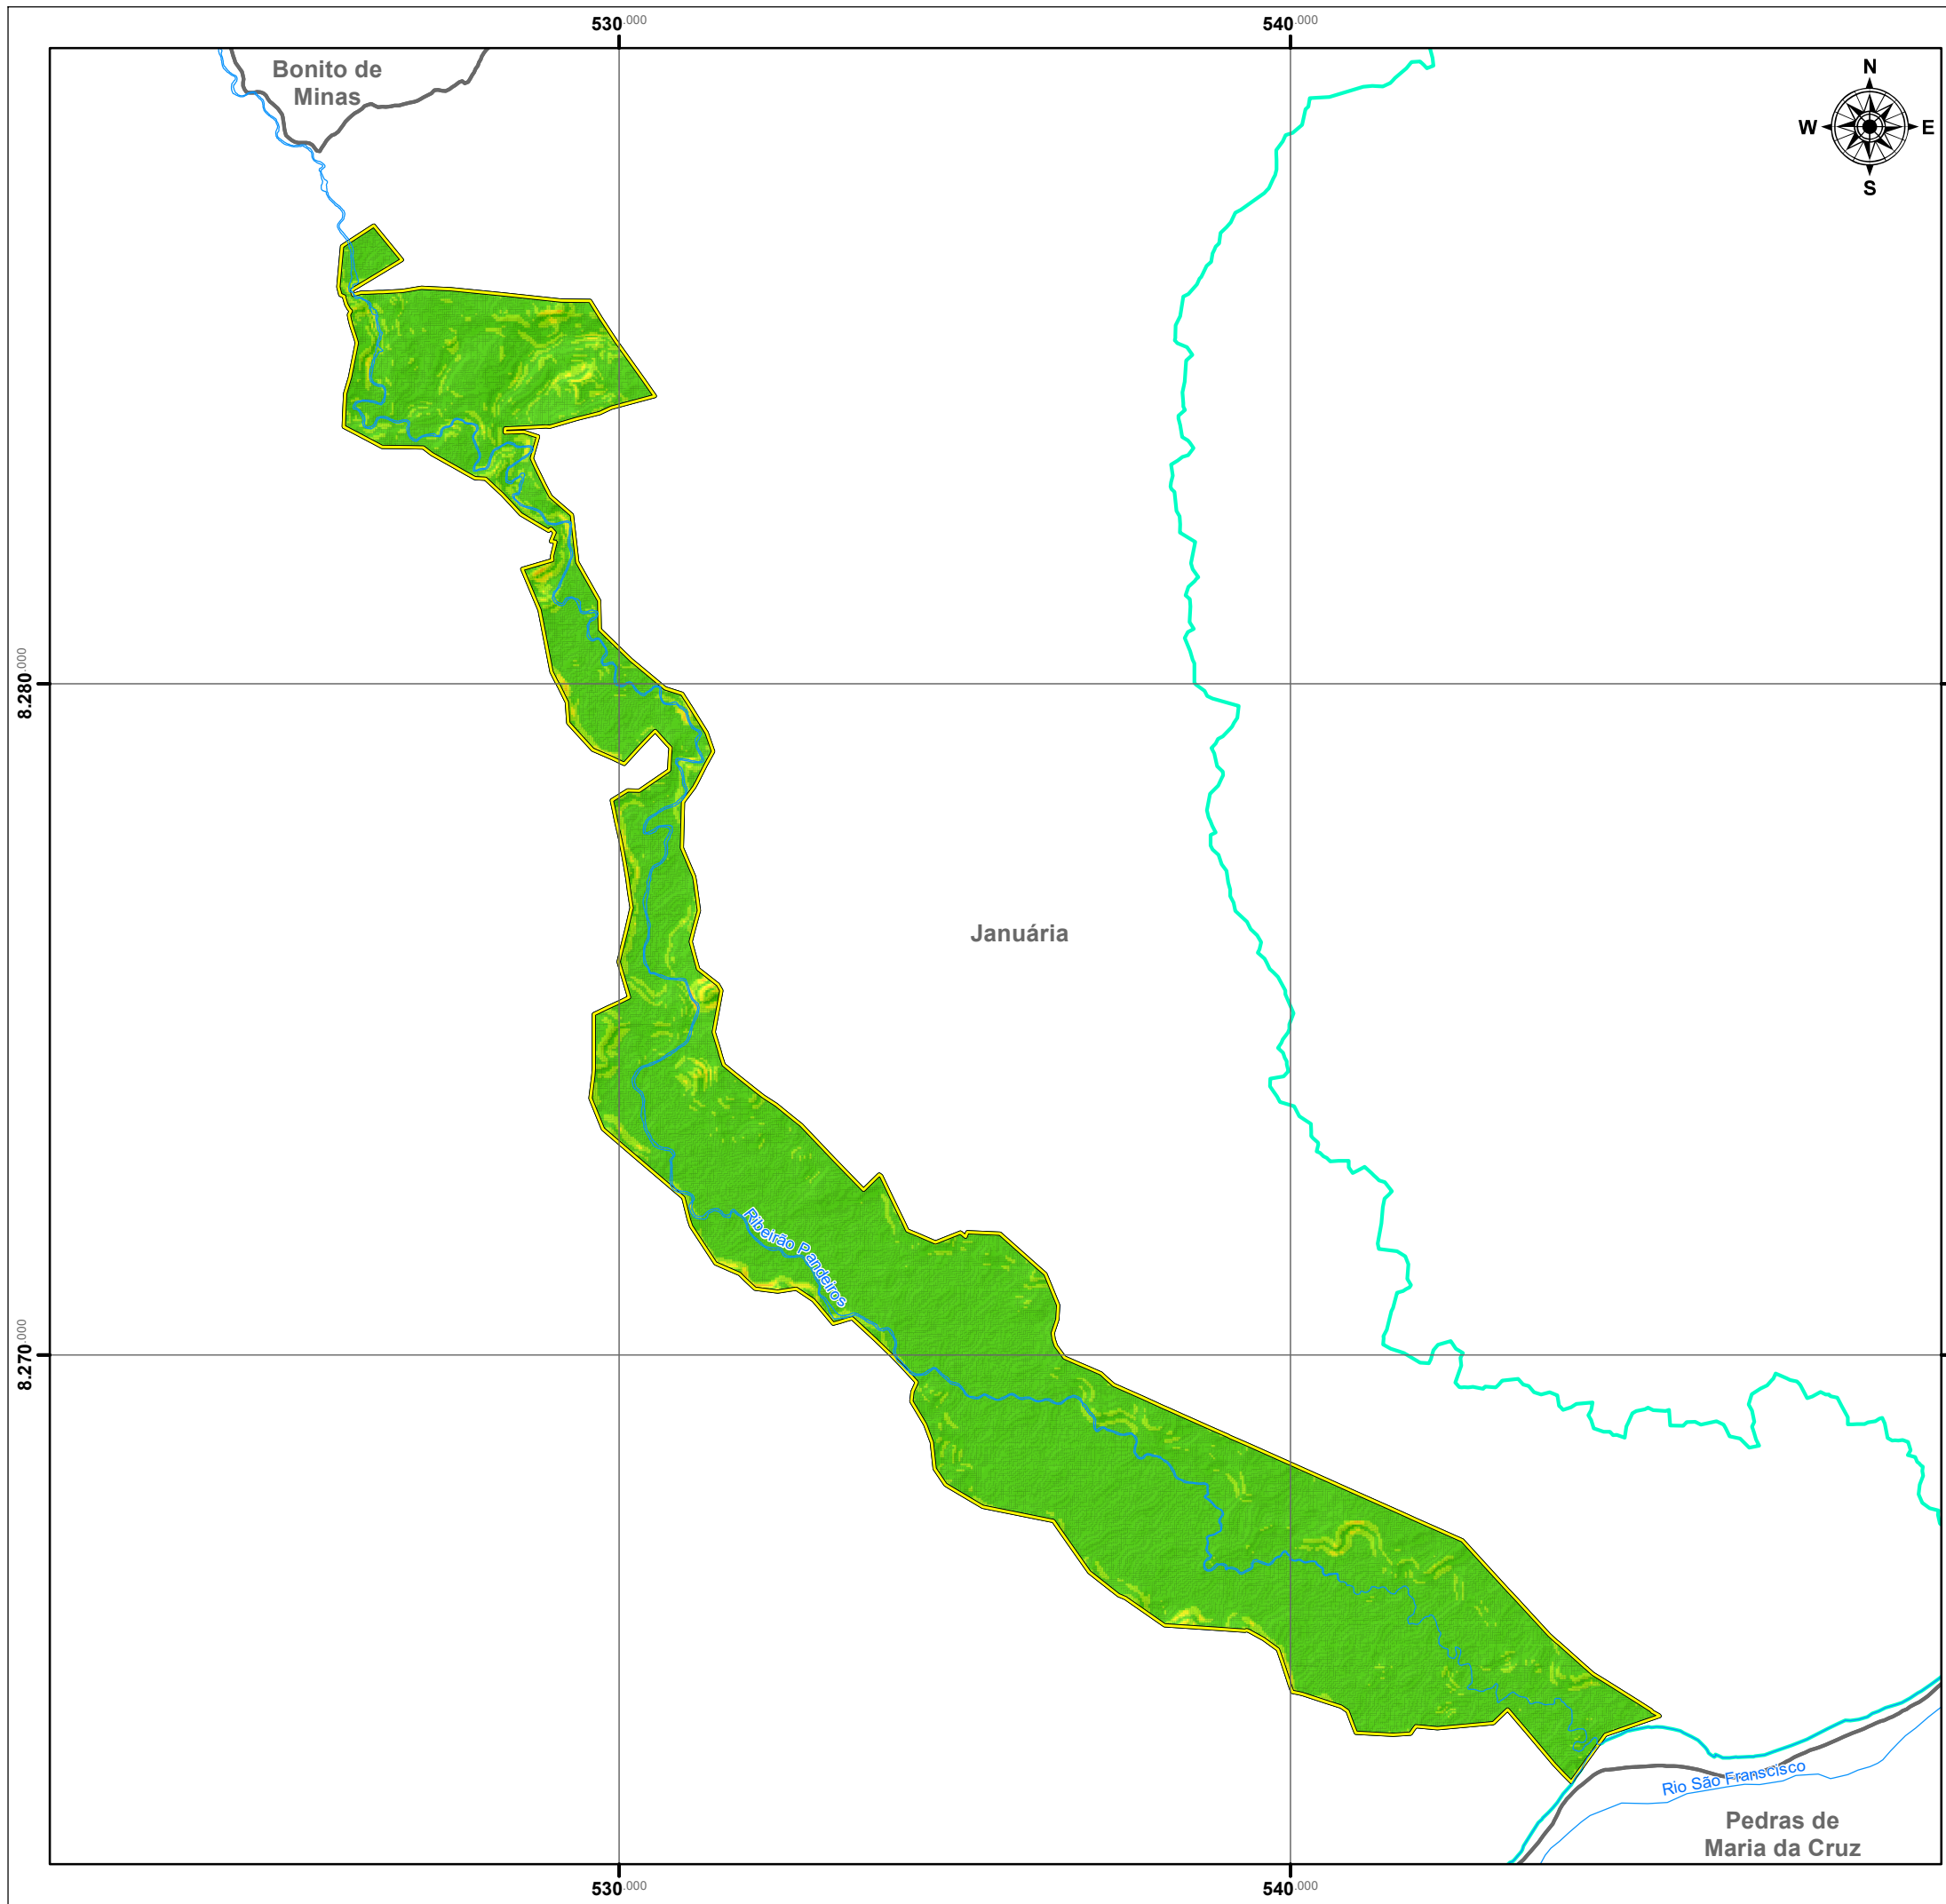 530.000
540.000
Bonito de
Minas
N
W
E
S
8.280.000
Januária
Ribeirão Pandeiros
8.270.000
Rio São Franscisco
Pedras de
Maria da Cruz
530.000
540.000